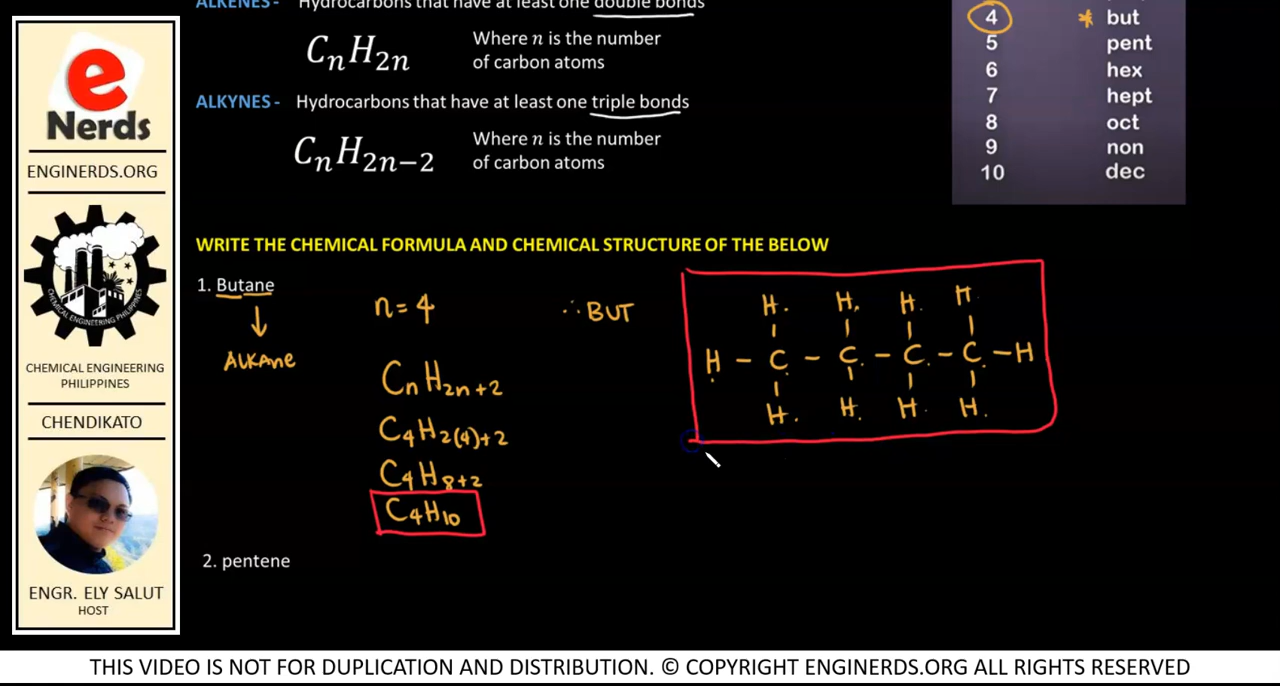 ALKENES - Hydrocarbons that have at least one double bonds
CnH2n
Where n is the number
of carbon atoms
ALKYNES - Hydrocarbons that have at least one triple bonds
CnH2n−2
Where n is the number
of carbon atoms
4 * but
5 pent
6 hex
7 hept
8 oct
9 non
10 dec
e
Nerds
ENGINERDS.ORG
CHEMICAL ENGINEERING PHILIPPINES
CHEMICAL ENGINEERING
PHILIPPINES
CHENDIKATO
ENGR. ELY SALUT
HOST
WRITE THE CHEMICAL FORMULA AND CHEMICAL STRUCTURE OF THE BELOW
1. Butane
ALKAne
n=4 ∴ BUT
CnH2n+2
C4H2(4)+2
C4H8+2
C4H10
H. H. H. H
H – C – C – C – C – H
H. H. H. H.
2. pentene
THIS VIDEO IS NOT FOR DUPLICATION AND DISTRIBUTION. © COPYRIGHT ENGINERDS.ORG ALL RIGHTS RESERVED